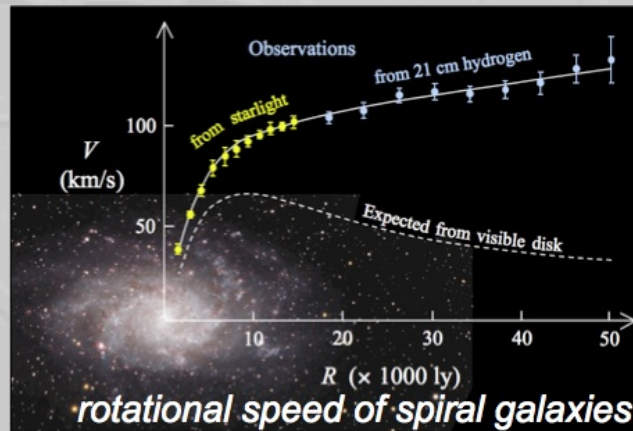 Observations
from 21 cm hydrogen
from starlight
100
V
(km/s)
50
Expected from visible disk
10 20 30 40 50
R (× 1000 ly)
rotational speed of spiral galaxies